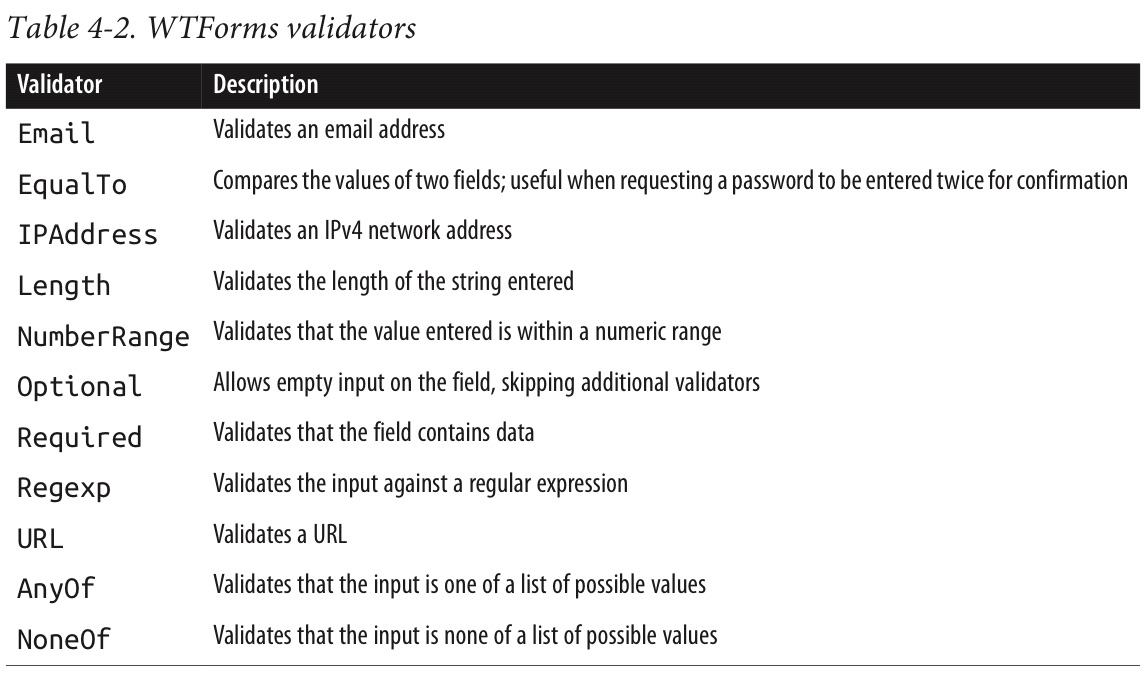 Table 4-2. WTForms validators
Validator Description
Email Validates an email address
EqualTo Compares the values of two fields; useful when requesting a password to be entered twice for confirmation
IPAddress Validates an IPv4 network address
Length Validates the length of the string entered
NumberRange Validates that the value entered is within a numeric range
Optional Allows empty input on the field, skipping additional validators
Required Validates that the field contains data
Regexp Validates the input against a regular expression
URL Validates a URL
AnyOf Validates that the input is one of a list of possible values
NoneOf Validates that the input is none of a list of possible values